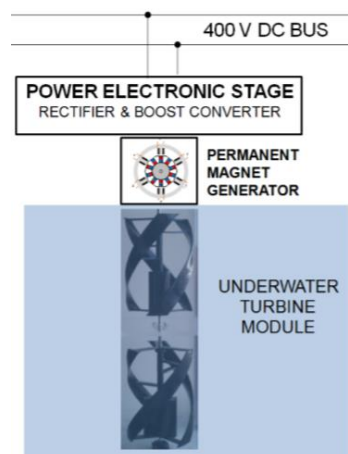 400 V DC BUS
POWER ELECTRONIC STAGE
RECTIFIER & BOOST CONVERTER
PERMANENT
MAGNET
GENERATOR
UNDERWATER
TURBINE
MODULE